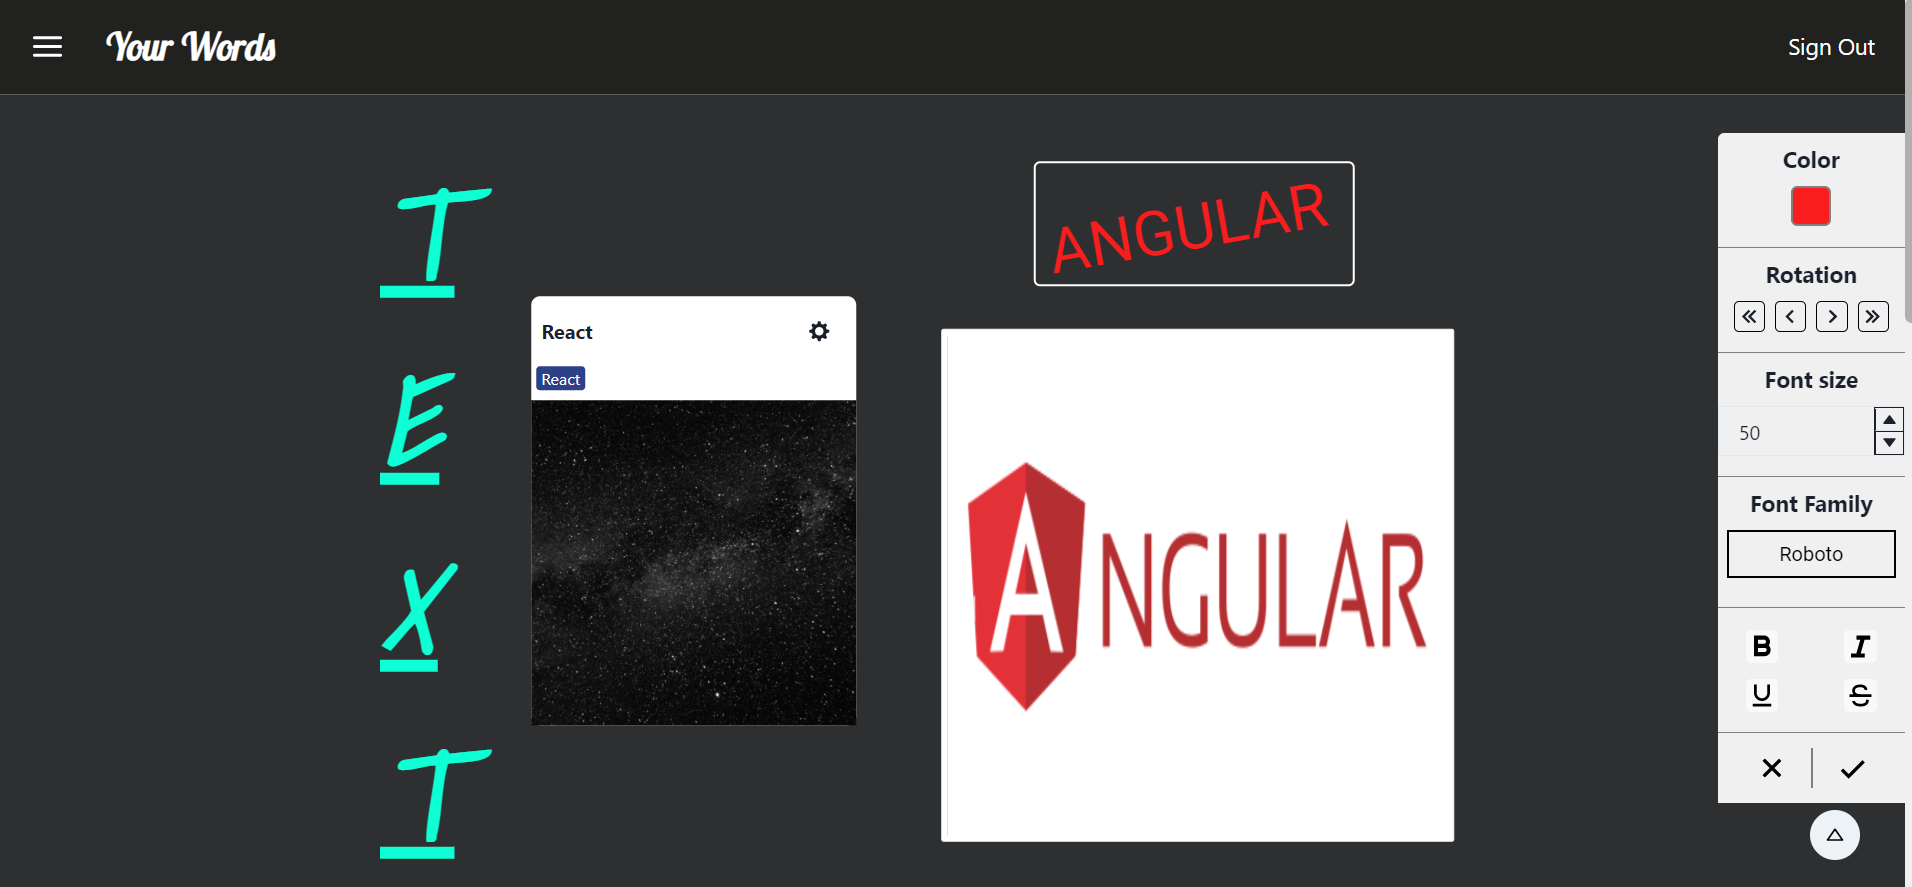 Your Words
Sign Out
T
E
X
T
React
React
ANGULAR
ANGULAR
Color
Rotation
Font size
50
Font Family
Roboto
B
I
U
S